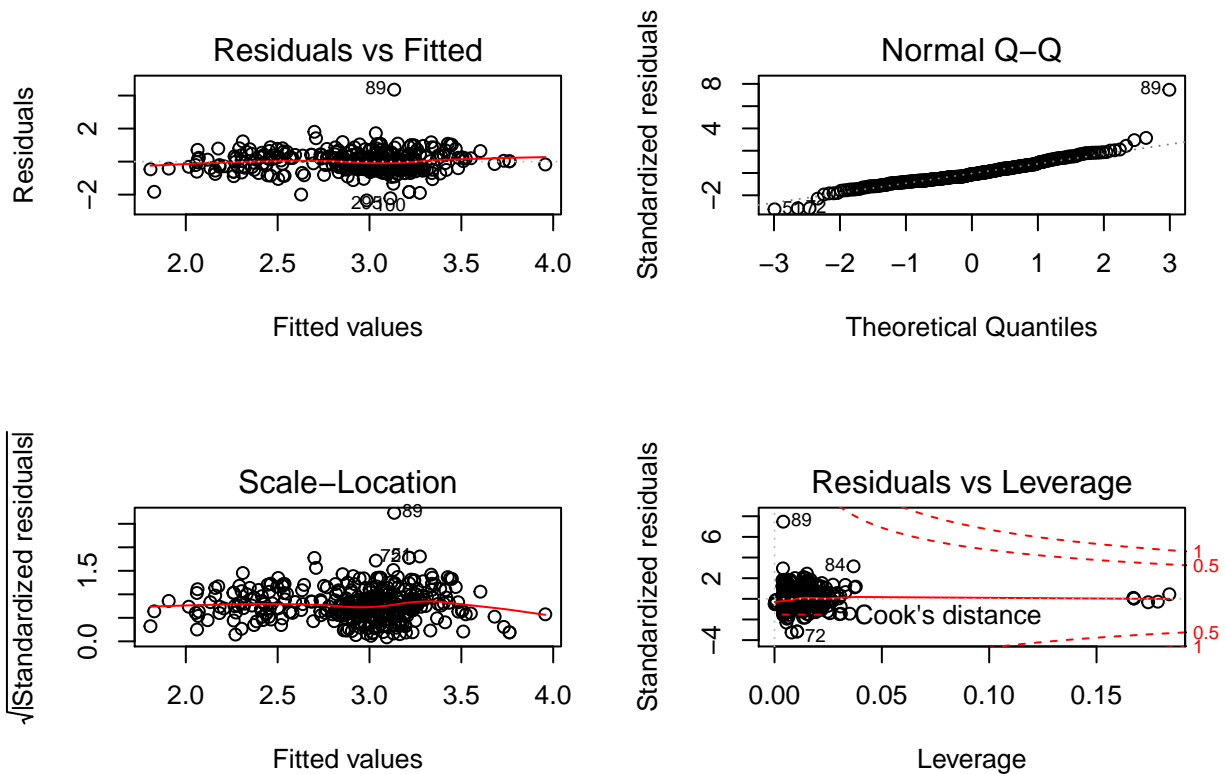 Residuals vs Fitted
Residuals
2
−2
89
100
2.0 2.5 3.0 3.5 4.0
Fitted values
Normal Q−Q
Standardized residuals
8
4
−2
89
−3 −2 −1 0 1 2 3
Theoretical Quantiles
Scale−Location
√|Standardized residuals|
1.5
0.0
89
2.0 2.5 3.0 3.5 4.0
Fitted values
Residuals vs Leverage
Standardized residuals
6
2
−2
−4
89
84
72
Cook's distance
1
0.5
0.5
1
0.00 0.05 0.10 0.15
Leverage